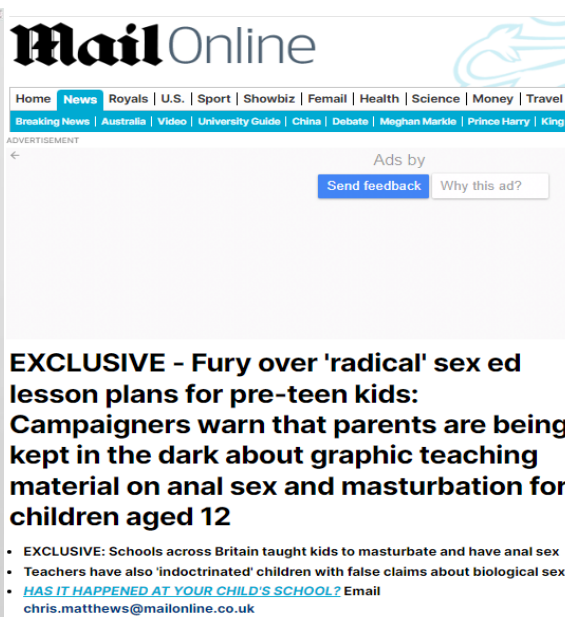 Mail Online
Home News Royals | U.S. | Sport | Showbiz | Femail | Health | Science | Money | Travel
Breaking News | Australia | Video | University Guide | China | Debate | Meghan Markle | Prince Harry | King
ADVERTISEMENT
←
Ads by
Send feedback Why this ad?
EXCLUSIVE - Fury over 'radical' sex ed
lesson plans for pre-teen kids:
Campaigners warn that parents are being
kept in the dark about graphic teaching
material on anal sex and masturbation for
children aged 12
• EXCLUSIVE: Schools across Britain taught kids to masturbate and have anal sex
• Teachers have also 'indoctrinated' children with false claims about biological sex
• HAS IT HAPPENED AT YOUR CHILD'S SCHOOL? Email
chris.matthews@mailonline.co.uk